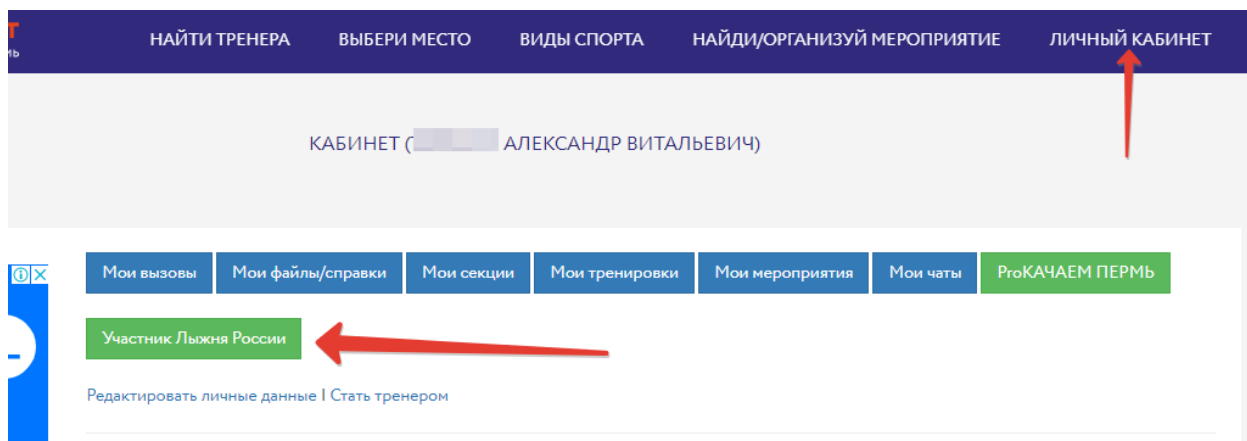 НАЙТИ ТРЕНЕРА ВЫБЕРИ МЕСТО ВИДЫ СПОРТА НАЙДИ/ОРГАНИЗУЙ МЕРОПРИЯТИЕ ЛИЧНЫЙ КАБИНЕТ
КАБИНЕТ ( АЛЕКСАНДР ВИТАЛЬЕВИЧ)
Мои вызовы Мои файлы/справки Мои секции Мои тренировки Мои мероприятия Мои чаты ProКАЧАЕМ ПЕРМЬ
Участник Лыжня России
Редактировать личные данные | Стать тренером